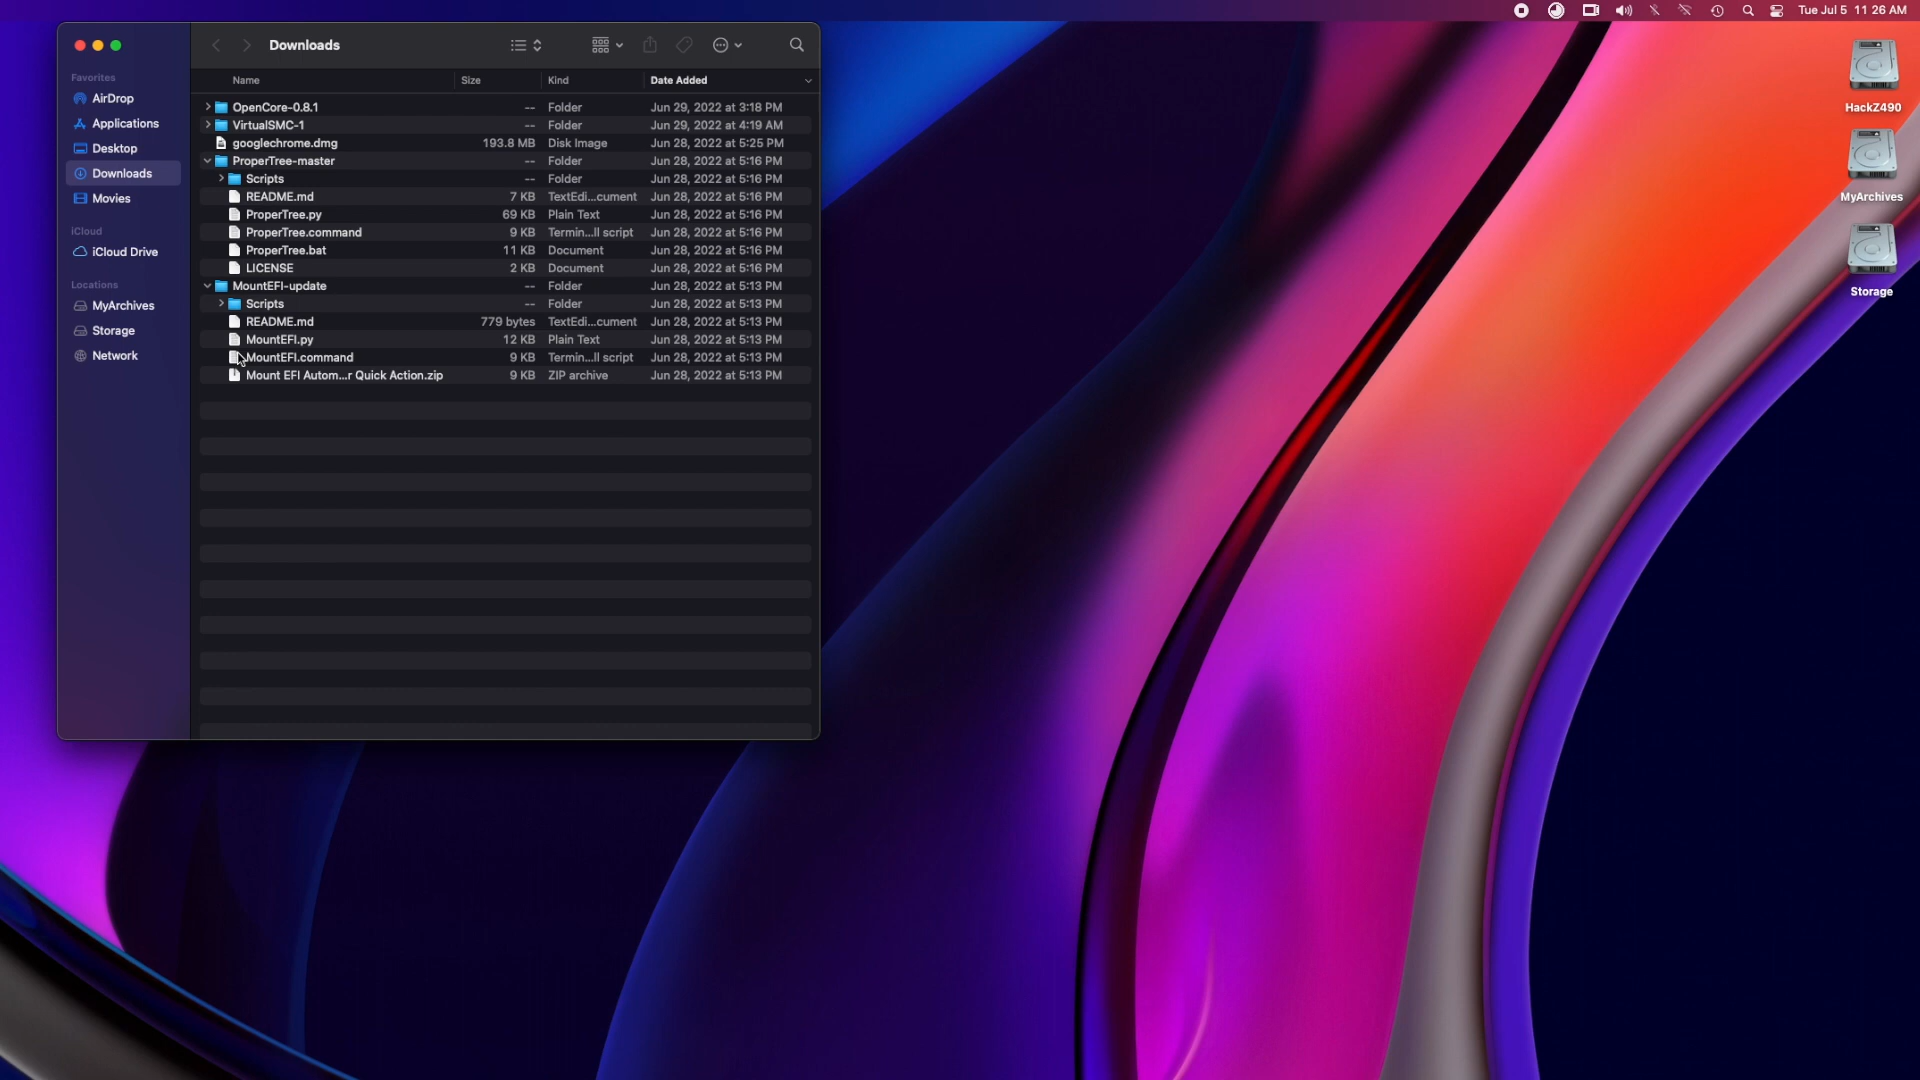 Tue Jul 5 11 26 AM
Downloads
Favorites
AirDrop
Applications
Desktop
Downloads
Movies
iCloud
iCloud Drive
Locations
MyArchives
Storage
Network
Name Size Kind Date Added
OpenCore-0.8.1 -- Folder Jun 29, 2022 at 3:18 PM
VirtualSMC-1 -- Folder Jun 29, 2022 at 4:19 AM
googlechrome.dmg 193.8 MB Disk Image Jun 28, 2022 at 5:25 PM
ProperTree-master -- Folder Jun 28, 2022 at 5:16 PM
Scripts -- Folder Jun 28, 2022 at 5:16 PM
README.md 7 KB TextEdi...cument Jun 28, 2022 at 5:16 PM
ProperTree.py 69 KB Plain Text Jun 28, 2022 at 5:16 PM
ProperTree.command 9 KB Termin...ll script Jun 28, 2022 at 5:16 PM
ProperTree.bat 11 KB Document Jun 28, 2022 at 5:16 PM
LICENSE 2 KB Document Jun 28, 2022 at 5:16 PM
MountEFI-update -- Folder Jun 28, 2022 at 5:13 PM
Scripts -- Folder Jun 28, 2022 at 5:13 PM
README.md 779 bytes TextEdi...cument Jun 28, 2022 at 5:13 PM
MountEFI.py 12 KB Plain Text Jun 28, 2022 at 5:13 PM
MountEFI.command 9 KB Termin...ll script Jun 28, 2022 at 5:13 PM
Mount EFI Autom...r Quick Action.zip 9 KB ZIP archive Jun 28, 2022 at 5:13 PM
HackZ490
MyArchives
Storage